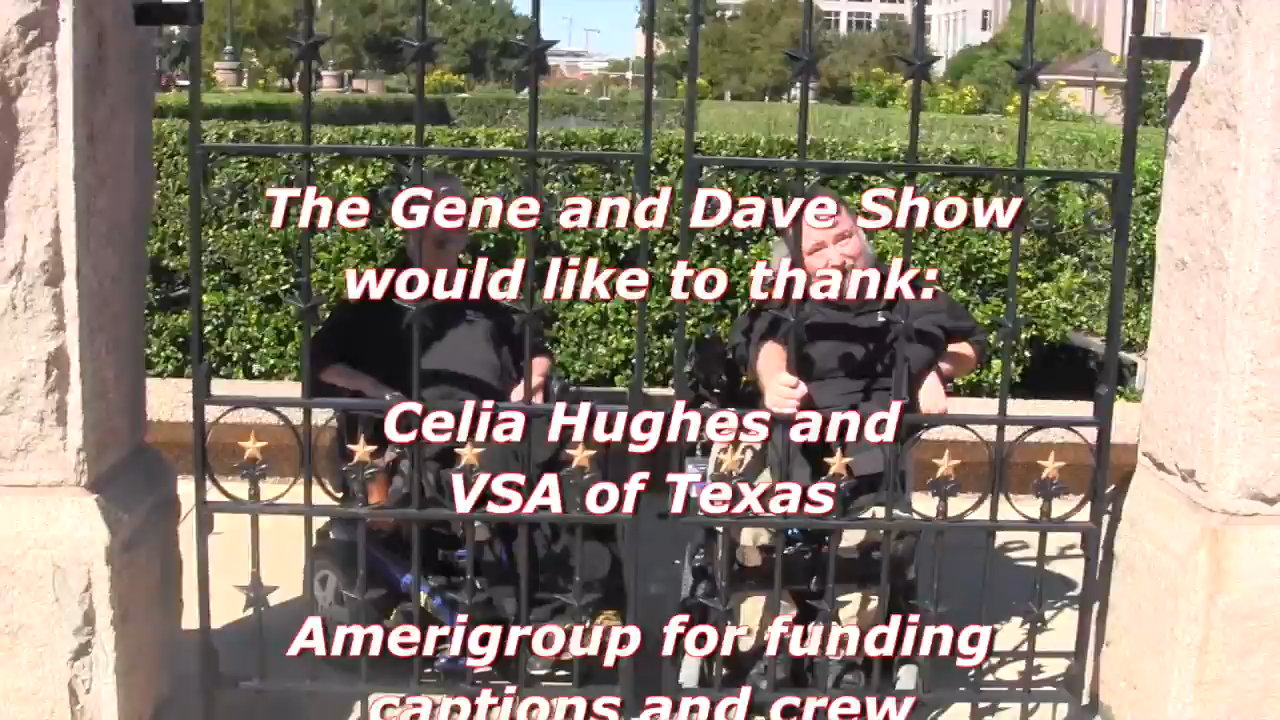 The Gene and Dave Show
would like to thank:
Celia Hughes and
VSA of Texas
Amerigroup for funding
captions and crew